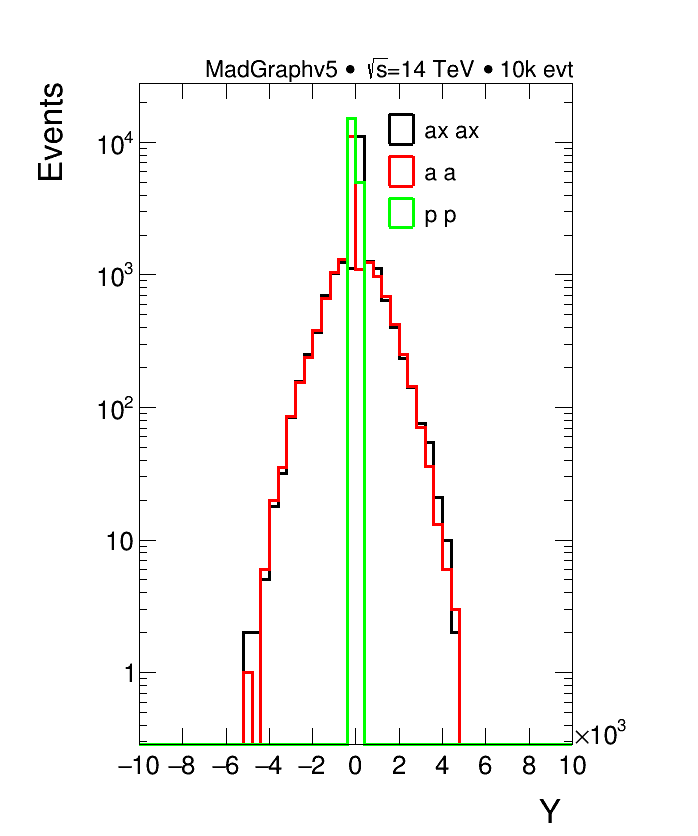 MadGraphv5 • √s=14 TeV • 10k evt
Events
ax ax
a a
p p
10⁴
10³
10²
10
1
−10 −8 −6 −4 −2 0 2 4 6 8 10
×10³
Y